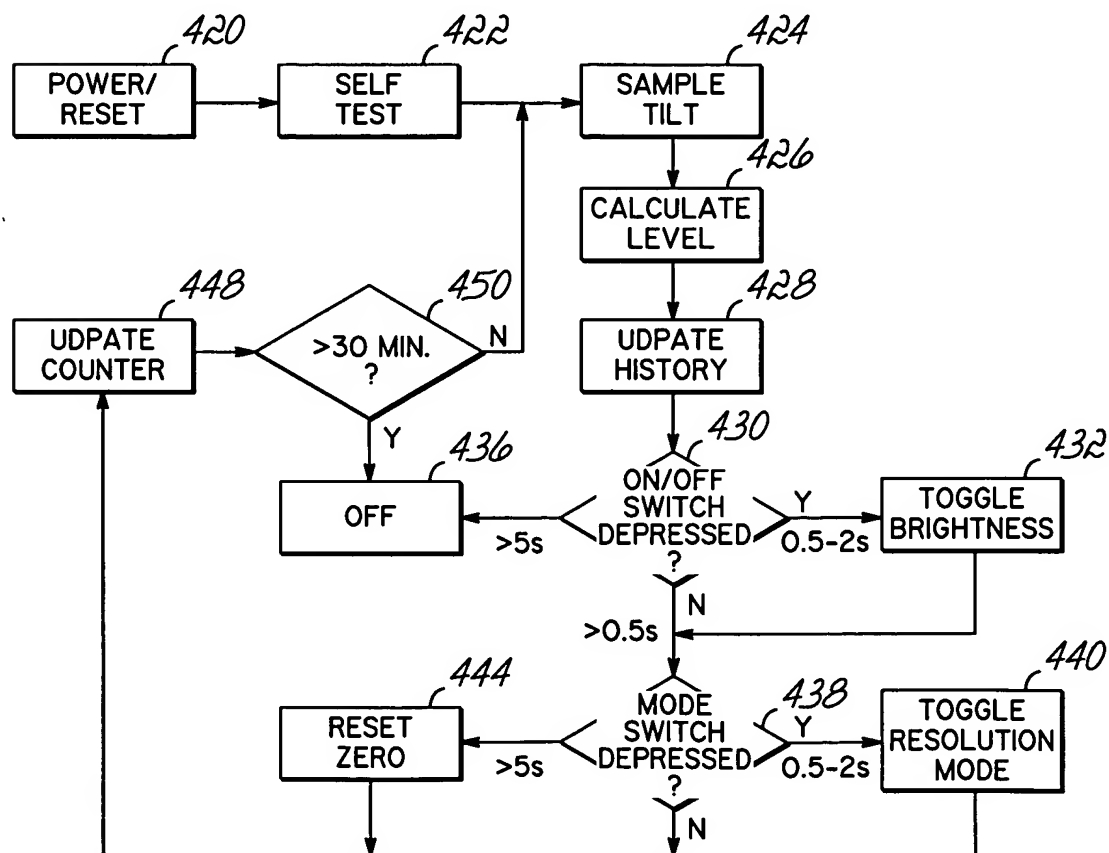 420
422
424
POWER/
RESET
SELF
TEST
SAMPLE
TILT
426
CALCULATE
LEVEL
448
450
428
UDPATE
COUNTER
>30 MIN.
?
N
Y
UDPATE
HISTORY
436
430
432
OFF
>5s
ON/OFF
SWITCH
DEPRESSED
?
Y
0.5-2s
TOGGLE
BRIGHTNESS
N
>0.5s
444
438
440
RESET
ZERO
>5s
MODE
SWITCH
DEPRESSED
?
Y
0.5-2s
TOGGLE
RESOLUTION
MODE
N